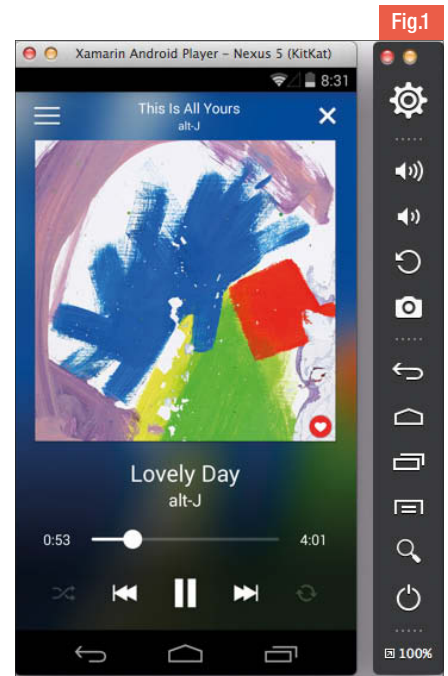 Fig.1
Xamarin Android Player – Nexus 5 (KitKat)
8:31
This Is All Yours
alt-J
Lovely Day
alt-J
0:53
4:01
100%